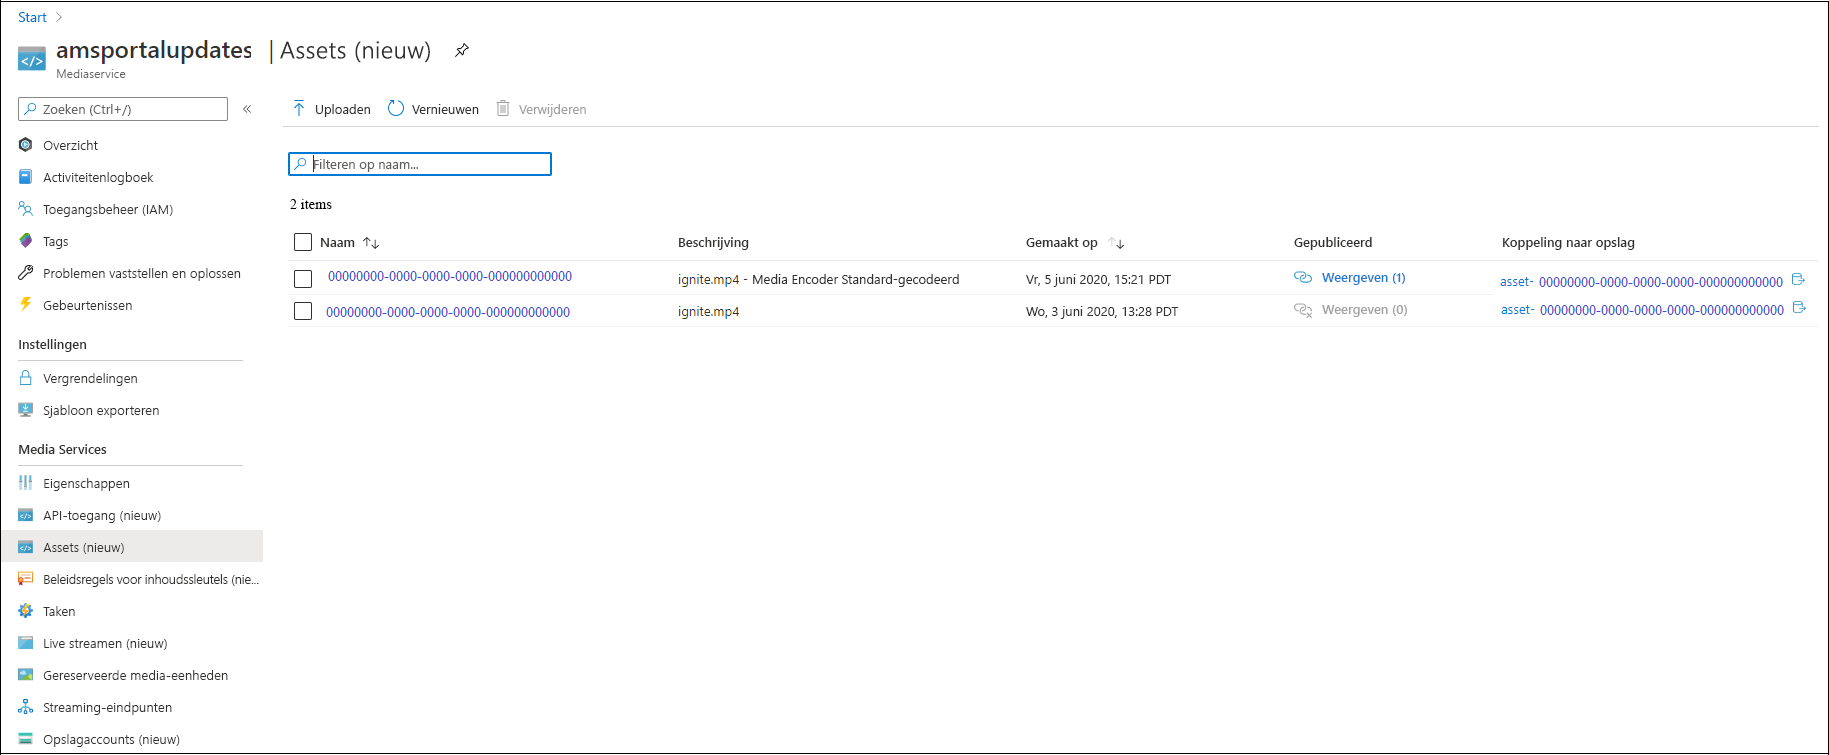 Start
amsportalupdates | Assets (nieuw)
Mediaservice
Zoeken (Ctrl+/)
«
Overzicht
Activiteitenlogboek
Toegangsbeheer (IAM)
Tags
Problemen vaststellen en oplossen
Gebeurtenissen
Instellingen
Vergrendelingen
Sjabloon exporteren
Media Services
Eigenschappen
API-toegang (nieuw)
Assets (nieuw)
Beleidsregels voor inhoudssleutels (nie...
Taken
Live streamen (nieuw)
Gereserveerde media-eenheden
Streaming-eindpunten
Opslagaccounts (nieuw)
Uploaden Vernieuwen Verwijderen
Filteren op naam...
2 items
Naam ↑↓ Beschrijving Gemaakt op ↑↓ Gepubliceerd Koppeling naar opslag
00000000-0000-0000-0000-000000000000 ignite.mp4 - Media Encoder Standard-gecodeerd Vr, 5 juni 2020, 15:21 PDT Weergeven (1) asset- 00000000-0000-0000-0000-000000000000
00000000-0000-0000-0000-000000000000 ignite.mp4 Wo, 3 juni 2020, 13:28 PDT Weergeven (0) asset- 00000000-0000-0000-0000-000000000000